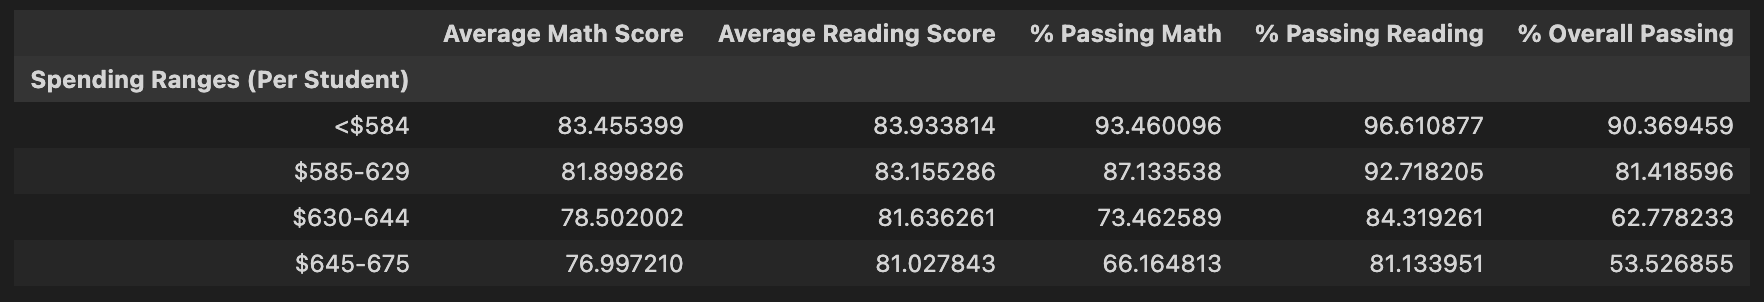 Average Math Score Average Reading Score % Passing Math % Passing Reading % Overall Passing
Spending Ranges (Per Student)
<$584 83.455399 83.933814 93.460096 96.610877 90.369459
$585-629 81.899826 83.155286 87.133538 92.718205 81.418596
$630-644 78.502002 81.636261 73.462589 84.319261 62.778233
$645-675 76.997210 81.027843 66.164813 81.133951 53.526855